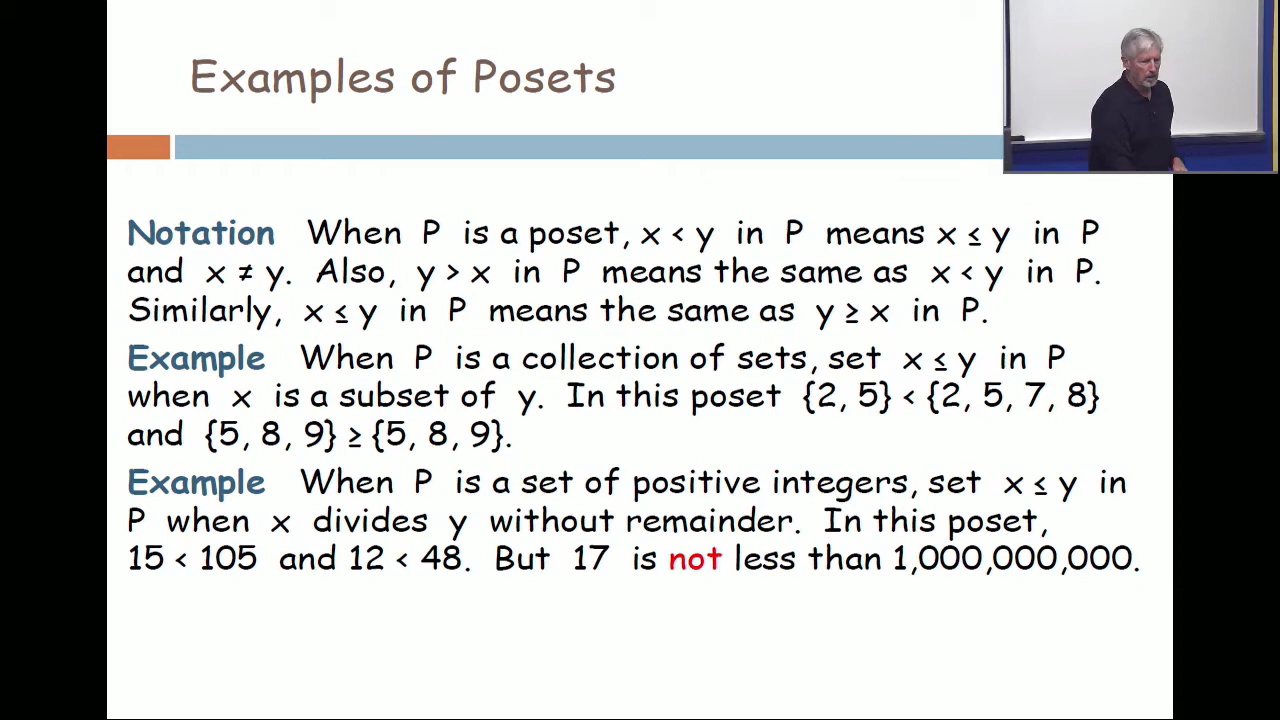 Examples of Posets
Notation When P is a poset, x < y in P means x ≤ y in P
and x ≠ y. Also, y > x in P means the same as x < y in P.
Similarly, x ≤ y in P means the same as y ≥ x in P.
Example When P is a collection of sets, set x ≤ y in P
when x is a subset of y. In this poset {2, 5} < {2, 5, 7, 8}
and {5, 8, 9} ≥ {5, 8, 9}.
Example When P is a set of positive integers, set x ≤ y in
P when x divides y without remainder. In this poset,
15 < 105 and 12 < 48. But 17 is not less than 1,000,000,000.